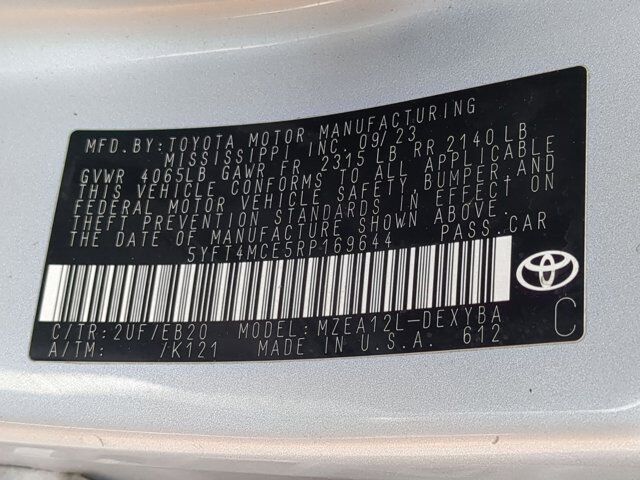 MFD.BY:TOYOTA MOTOR MANUFACTURING
MISSISSIPPI INC. 09/23
GVWR 4065LB GAWR FR 2315 LB RR 2140 LB
THIS VEHICLE CONFORMS TO ALL APPLICABLE
FEDERAL MOTOR VEHICLE SAFETY,BUMPER,AND
THEFT PREVENTION STANDARDS IN EFFECT ON
THE DATE OF MANUFACTURE SHOWN ABOVE.
5YFT4MCE5RP169644 PASS.CAR
C/TR:2UF/EB20 MODEL:MZEA12L-DEXYBA
A/TM: /K121 MADE IN U.S.A. 612
C